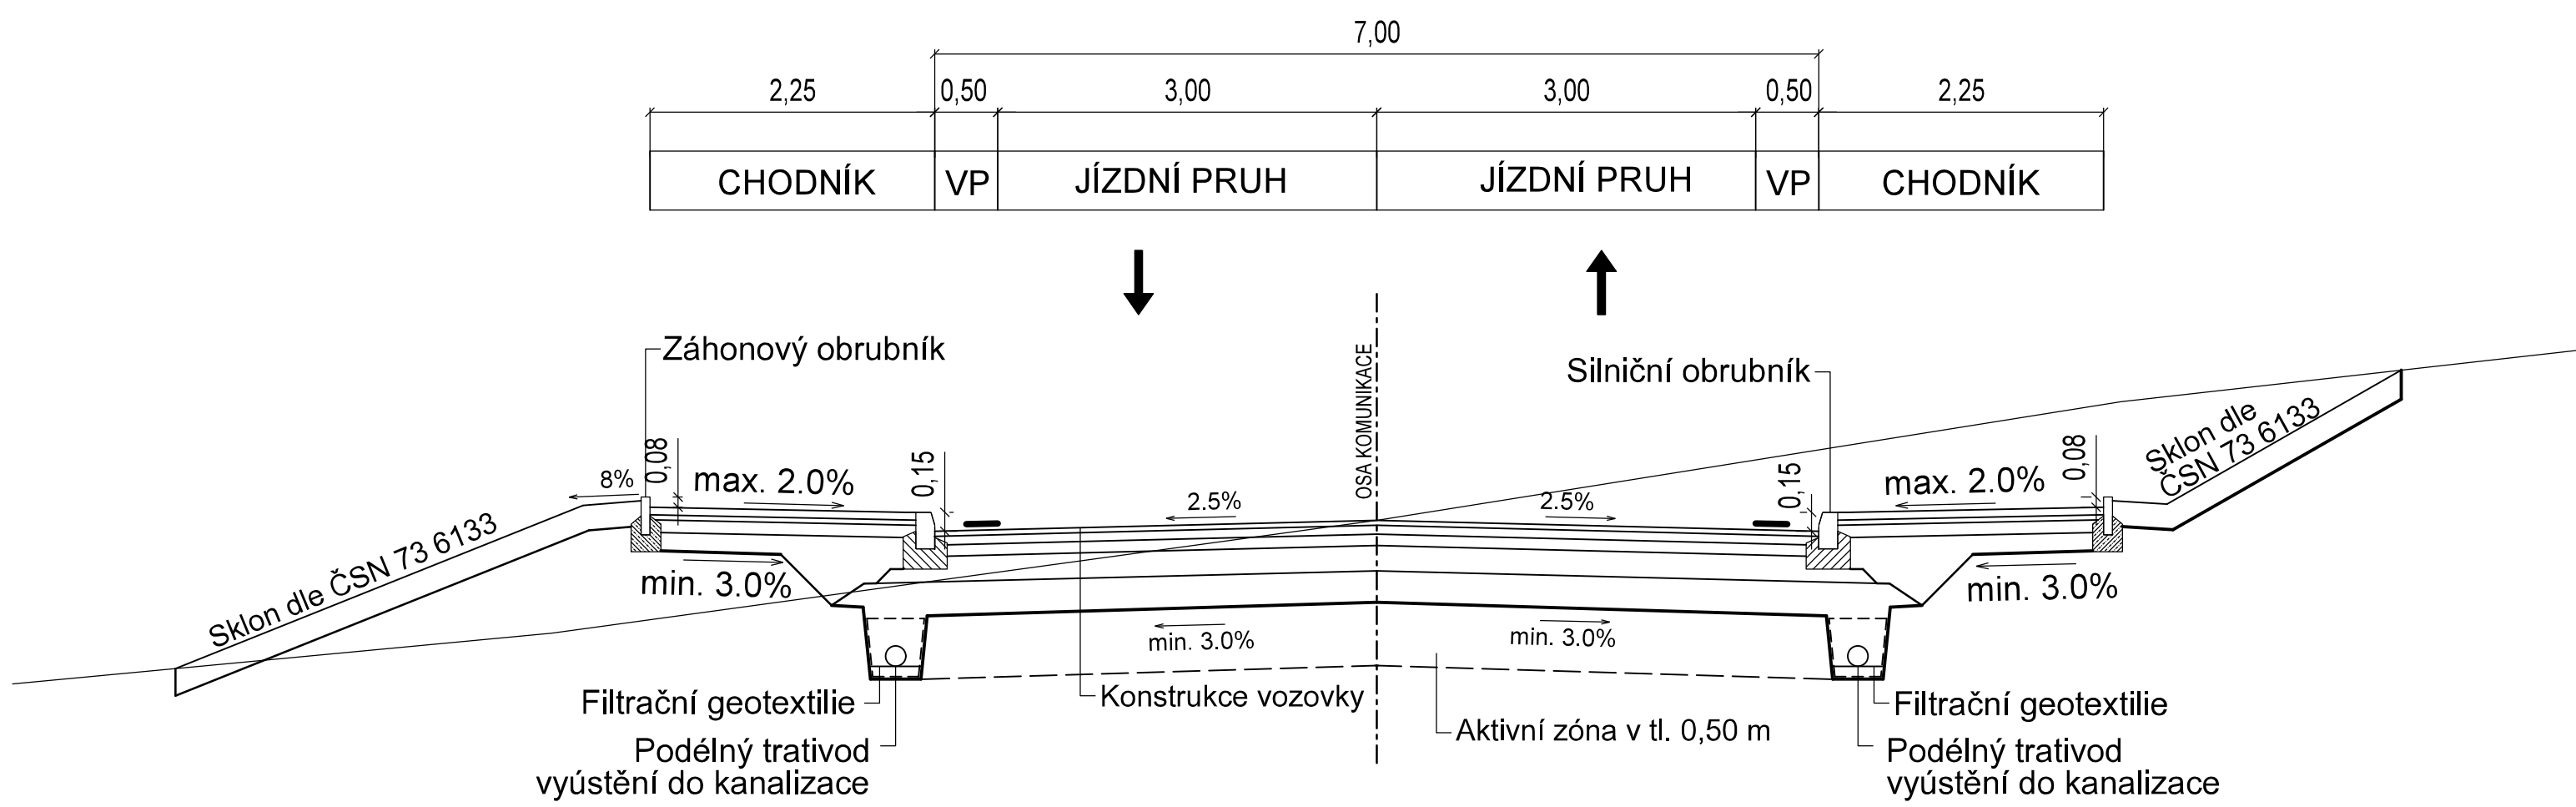 7,00
2,25 0,50 3,00 3,00 0,50 2,25
CHODNÍK VP JÍZDNÍ PRUH JÍZDNÍ PRUH VP CHODNÍK
OSA KOMUNIKACE
Záhonový obrubník
Silniční obrubník
Sklon dle ČSN 73 6133
8%
0,08
max. 2.0%
0,15
2.5%
2.5%
0,15
max. 2.0%
0,08
Sklon dle
ČSN 73 6133
min. 3.0%
min. 3.0%
min. 3.0%
min. 3.0%
Filtrační geotextilie
Podélný trativod
vyústění do kanalizace
Konstrukce vozovky
Aktivní zóna v tl. 0,50 m
Filtrační geotextilie
Podélný trativod
vyústění do kanalizace